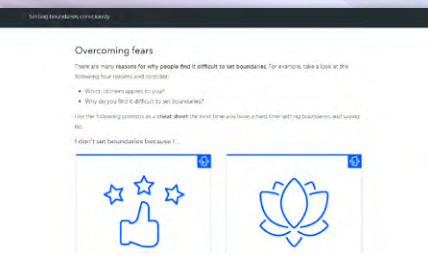 Setting boundaries consciously
Overcoming fears
There are many reasons for why people find it difficult to set boundaries. For example, take a look at the
following four reasons and consider:
• Which of them applies to you?
• Why do you find it difficult to set boundaries?
Use the following prompts as a cheat sheet the next time you have a hard time setting boundaries and saying
no.
I don't set boundaries because I...